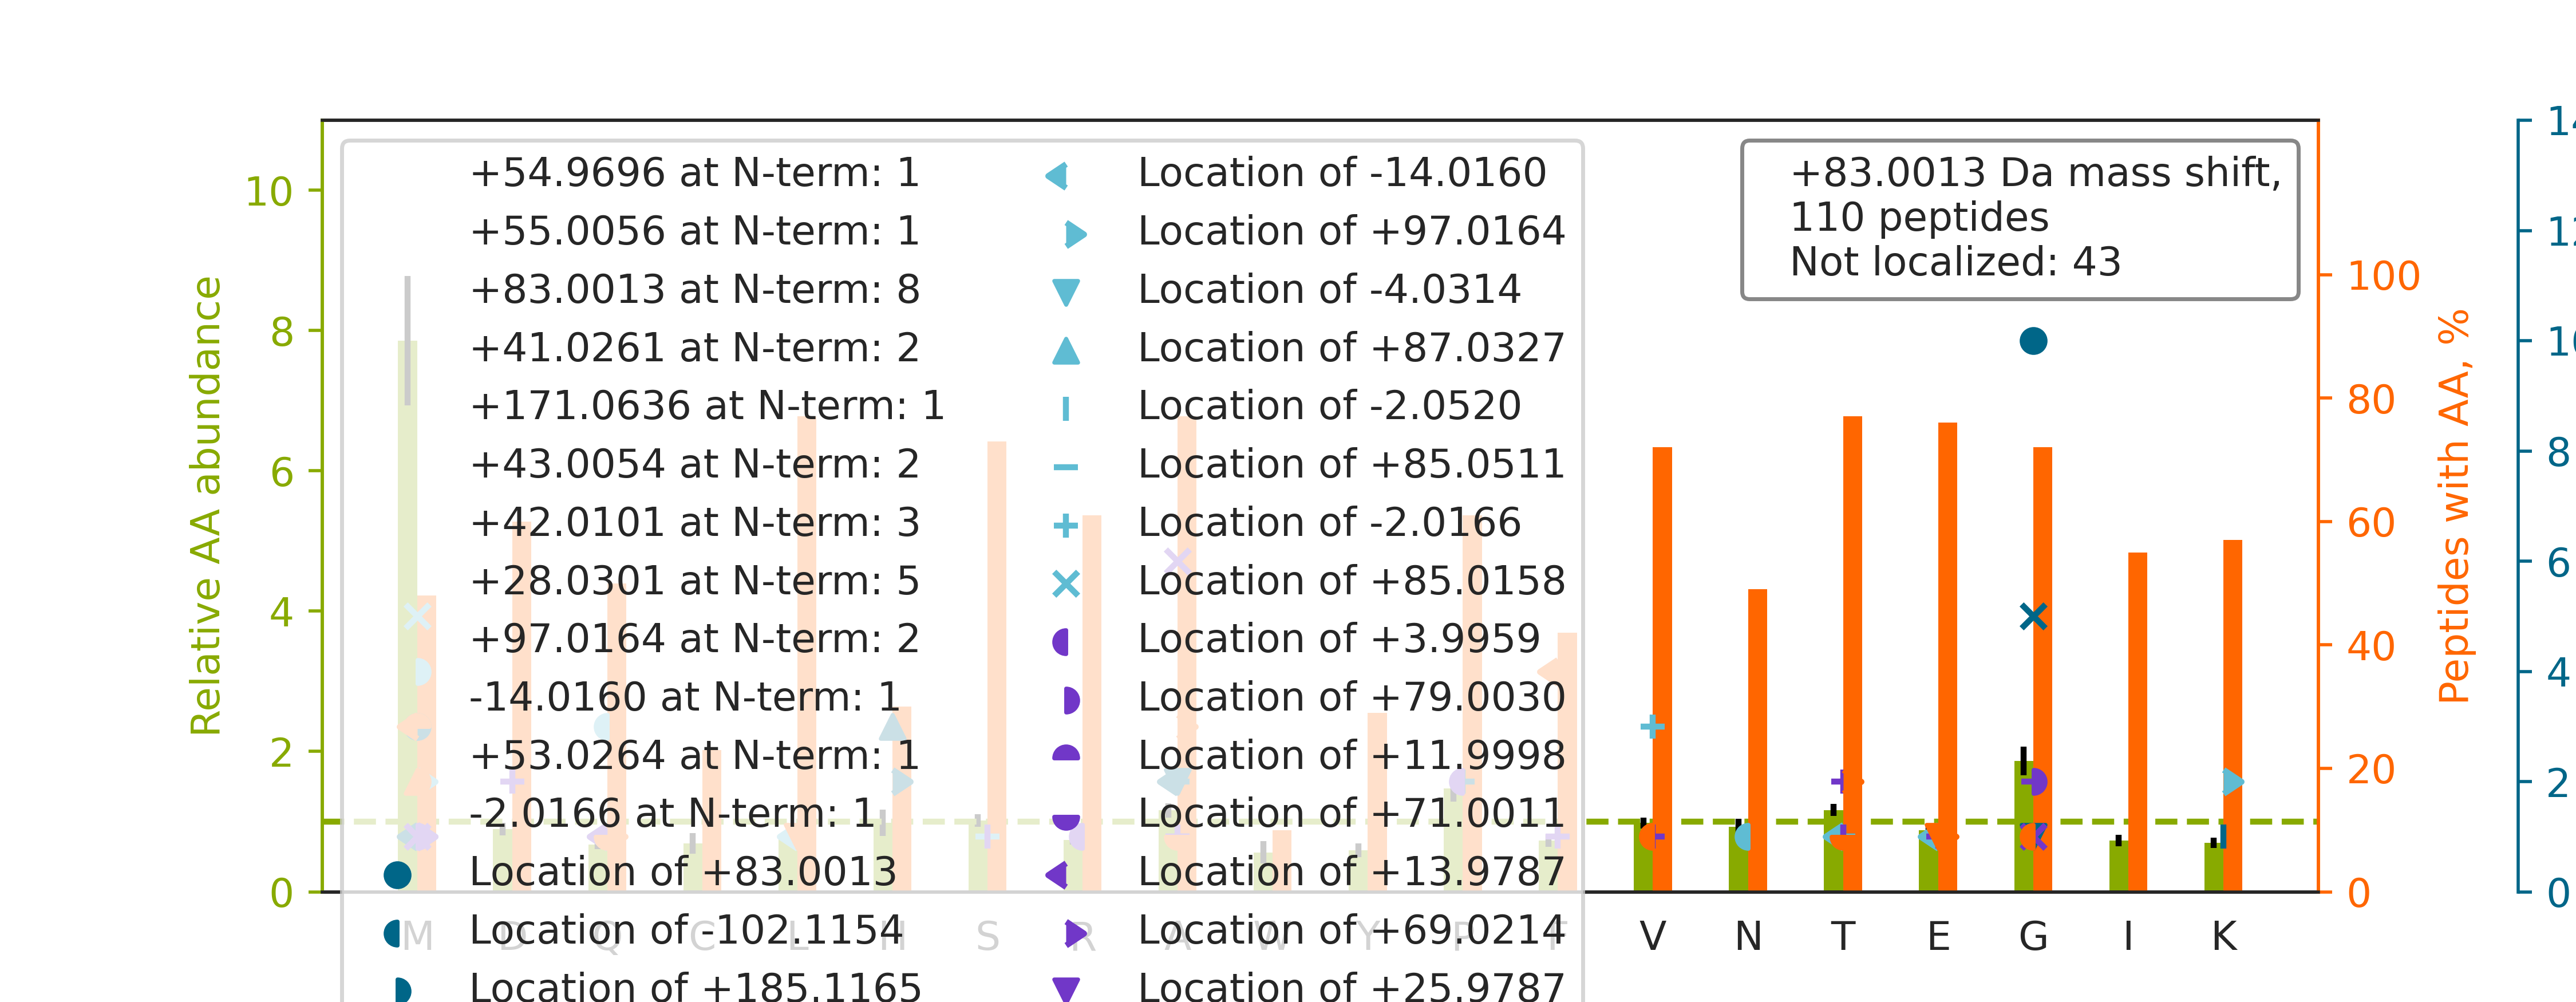 +54.9696 at N-term: 1
+55.0056 at N-term: 1
+83.0013 at N-term: 8
+41.0261 at N-term: 2
+171.0636 at N-term: 1
+43.0054 at N-term: 2
+42.0101 at N-term: 3
+28.0301 at N-term: 5
+97.0164 at N-term: 2
-14.0160 at N-term: 1
+53.0264 at N-term: 1
-2.0166 at N-term: 1
Location of +83.0013
Location of -102.1154
Location of +185.1165
Location of -14.0160
Location of +97.0164
Location of -4.0314
Location of +87.0327
Location of -2.0520
Location of +85.0511
Location of -2.0166
Location of +85.0158
Location of +3.9959
Location of +79.0030
Location of +11.9998
Location of +71.0011
Location of +13.9787
Location of +69.0214
Location of +25.9787
+83.0013 Da mass shift,
110 peptides
Not localized: 43
Relative AA abundance
10
8
6
4
2
0
M D Q C L H S R A W Y P F V N T E G I K
100
80
60
40
20
0
Peptides with AA, %
8
6
4
2
0